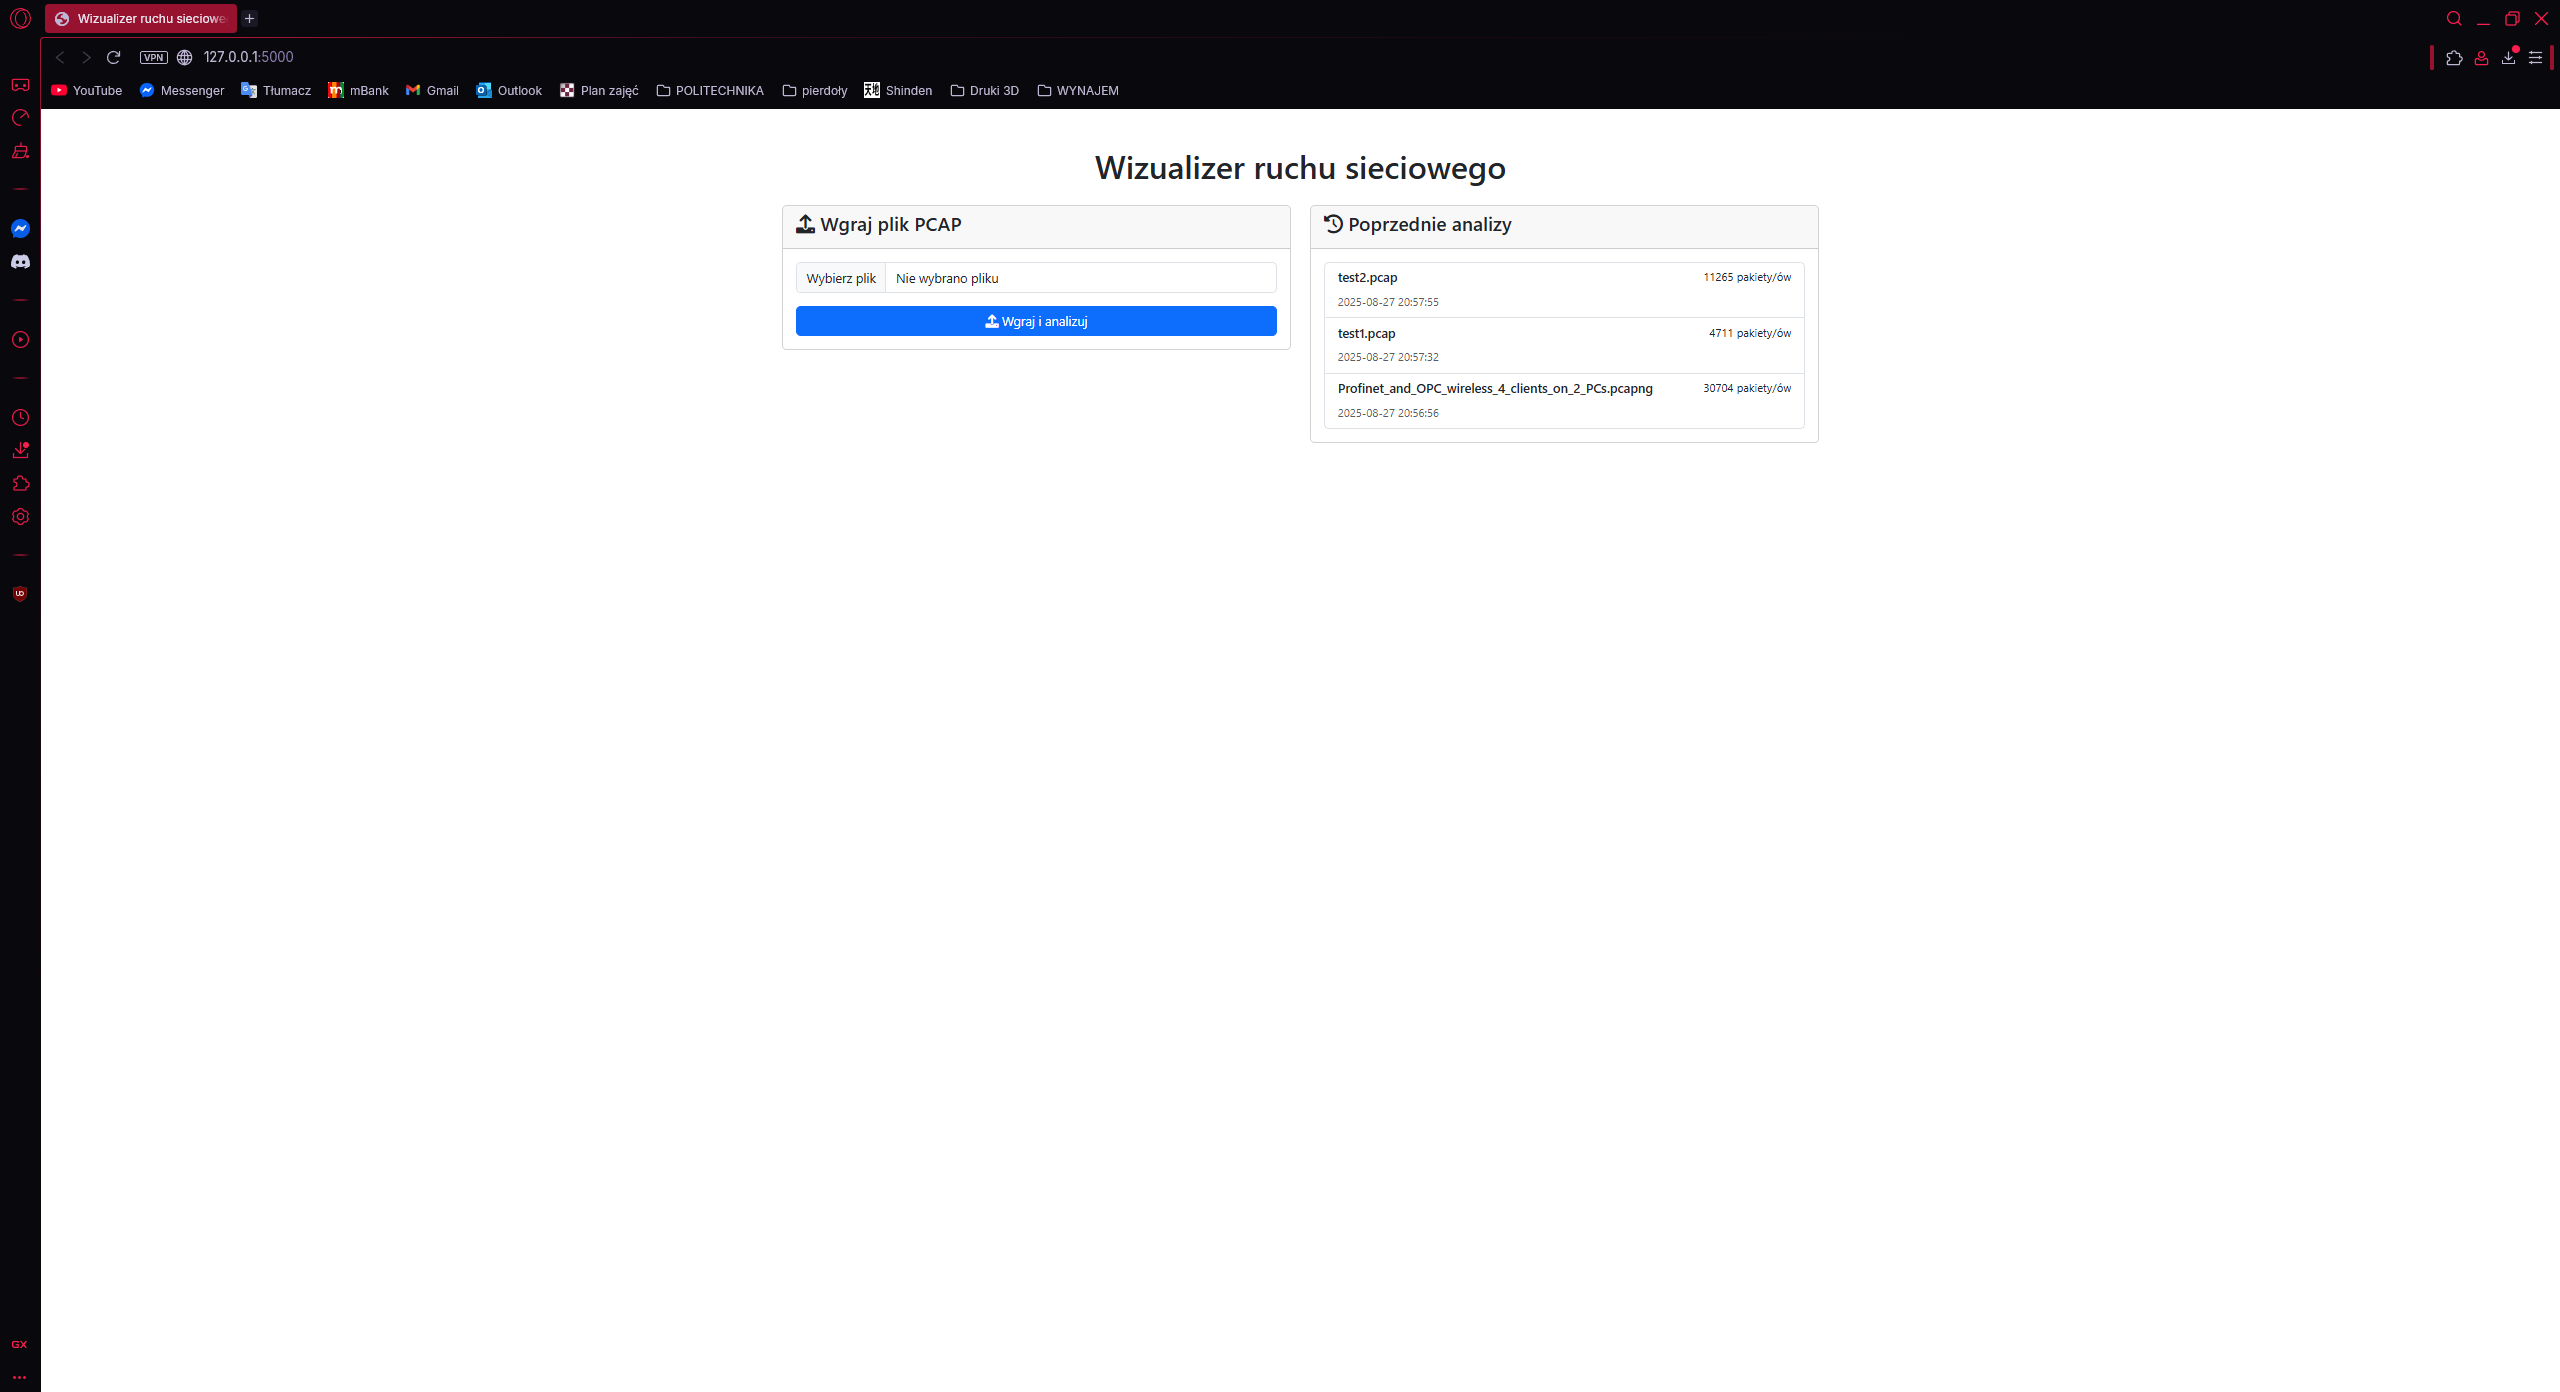 Wizualizer ruchu sieciowe
VPN 127.0.0.1:5000
YouTube Messenger Tłumacz mBank Gmail Outlook Plan zajęć POLITECHNIKA pierdoły Shinden Druki 3D WYNAJEM
Wizualizer ruchu sieciowego
Wgraj plik PCAP
Wybierz plik Nie wybrano pliku
Wgraj i analizuj
Poprzednie analizy
test2.pcap 11265 pakiety/ów
2025-08-27 20:57:55
test1.pcap 4711 pakiety/ów
2025-08-27 20:57:32
Profinet_and_OPC_wireless_4_clients_on_2_PCs.pcapng 30704 pakiety/ów
2025-08-27 20:56:56
GX